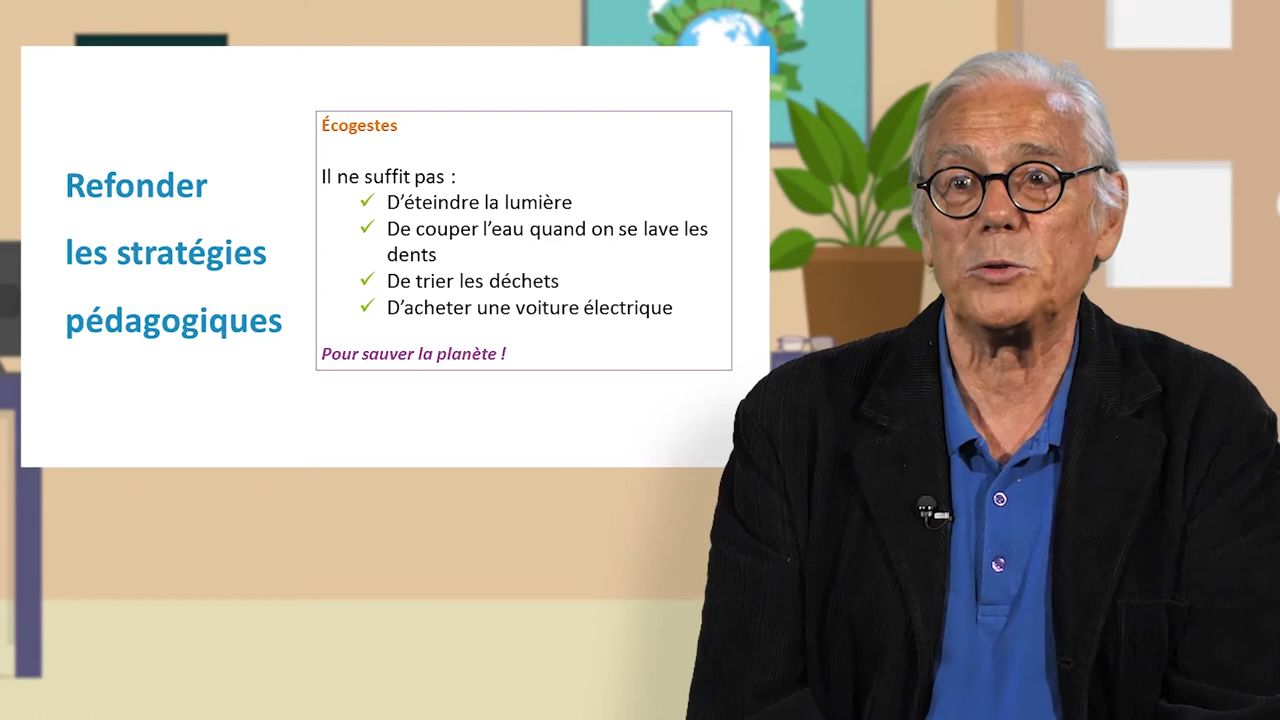 Refonder
les stratégies
pédagogiques
Écogestes
Il ne suffit pas :
D'éteindre la lumière
De couper l'eau quand on se lave les
dents
De trier les déchets
D'acheter une voiture électrique
Pour sauver la planète !